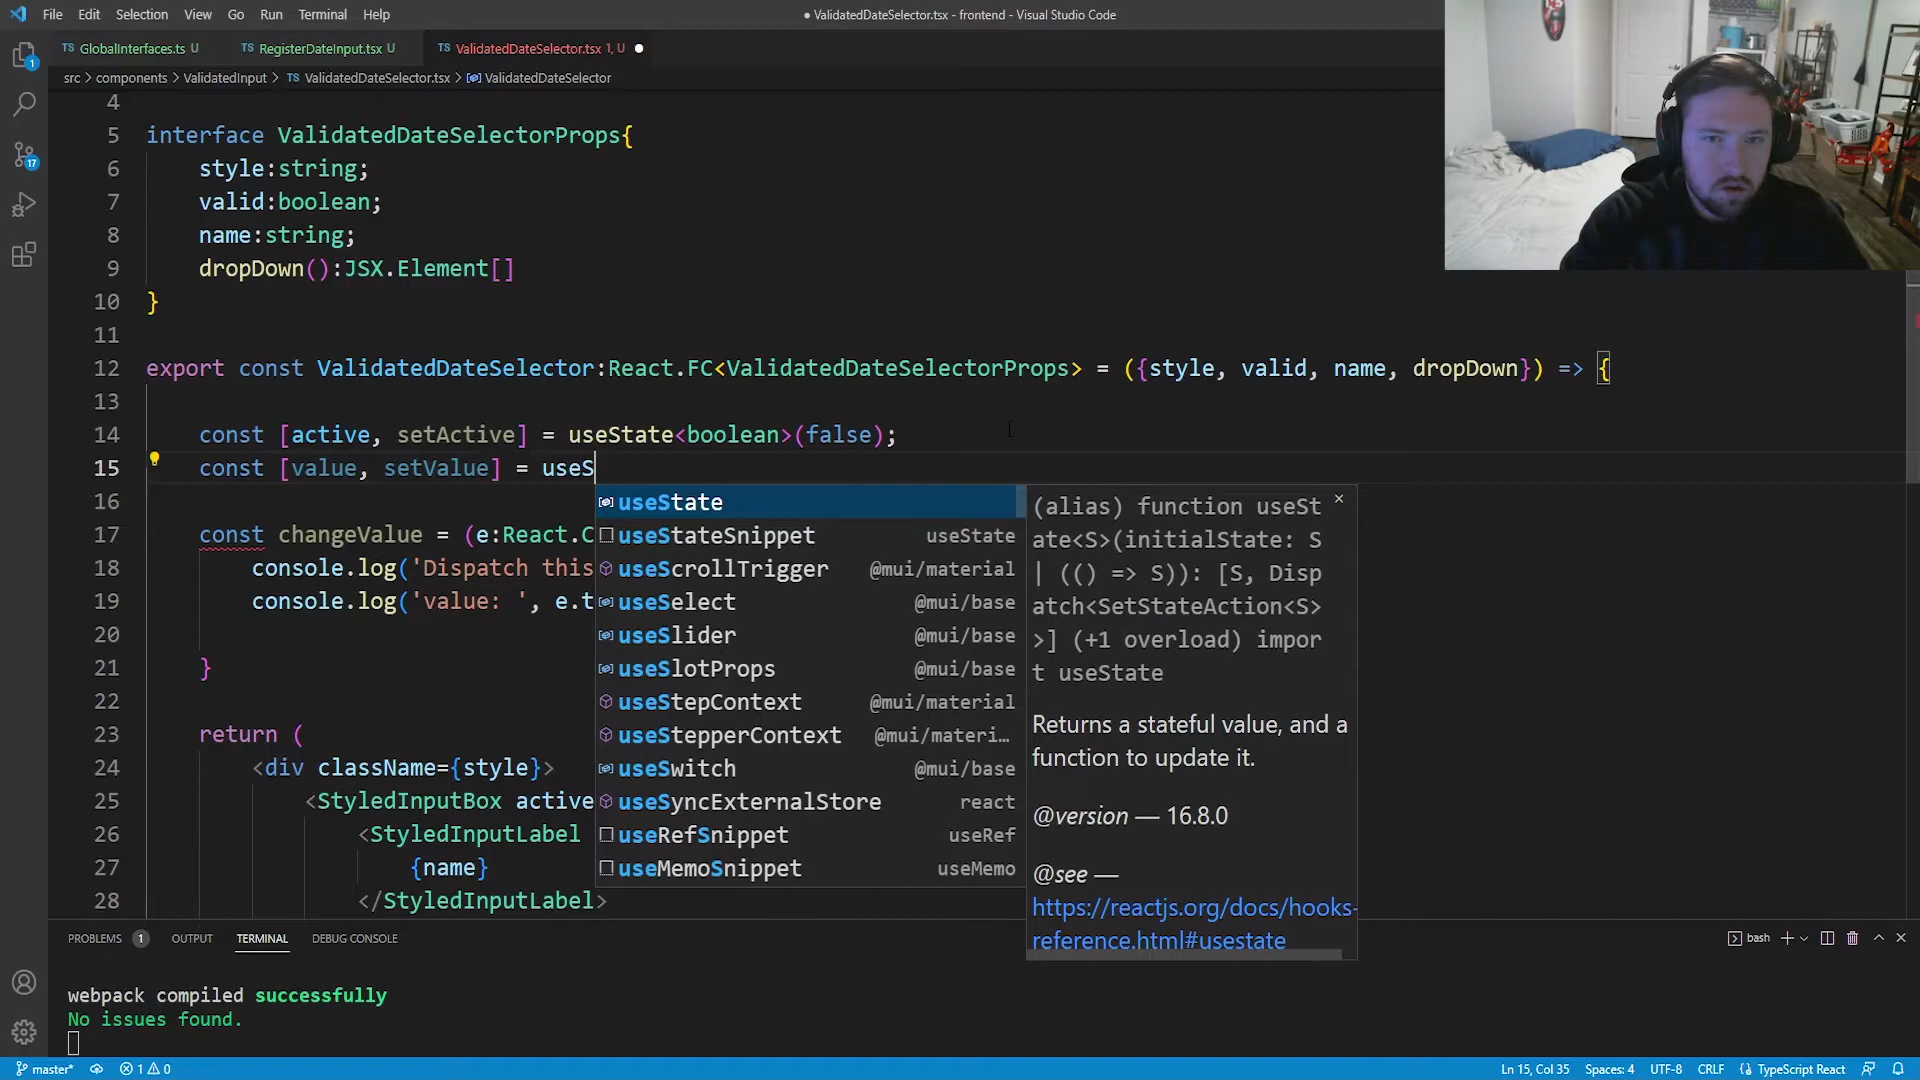 File Edit Selection View Go Run Terminal Help
● ValidatedDateSelector.tsx - frontend - Visual Studio Code
TS GlobalInterfaces.ts U
TS RegisterDateInput.tsx U
TS ValidatedDateSelector.tsx 1, U
src > components > ValidatedInput > TS ValidatedDateSelector.tsx > ValidatedDateSelector
4
5 interface ValidatedDateSelectorProps{
6 style:string;
7 valid:boolean;
8 name:string;
9 dropDown():JSX.Element[]
10 }
11
12 export const ValidatedDateSelector:React.FC<ValidatedDateSelectorProps> = ({style, valid, name, dropDown}) => {
13
14 const [active, setActive] = useState<boolean>(false);
15 const [value, setValue] = useS
16
17 const changeValue = (e:React.C
18 console.log('Dispatch this
19 console.log('value: ', e.t
20
21 }
22
23 return (
24 <div className={style}>
25 <StyledInputBox active
26 <StyledInputLabel
27 {name}
28 </StyledInputLabel>
useState
useStateSnippet useState
useScrollTrigger @mui/material
useSelect @mui/base
useSlider @mui/base
useSlotProps @mui/base
useStepContext @mui/material
useStepperContext @mui/materi…
useSwitch @mui/base
useSyncExternalStore react
useRefSnippet useRef
useMemoSnippet useMemo
(alias) function useSt
ate<S>(initialState: S
| (() => S)): [S, Disp
atch<SetStateAction<S>
>] (+1 overload) impor
t useState
Returns a stateful value, and a
function to update it.
@version — 16.8.0
@see —
https://reactjs.org/docs/hooks-
reference.html#usestate
PROBLEMS 1 OUTPUT TERMINAL DEBUG CONSOLE
bash
webpack compiled successfully
No issues found.
1
17
master* 1 0
Ln 15, Col 35 Spaces: 4 UTF-8 CRLF TypeScript React